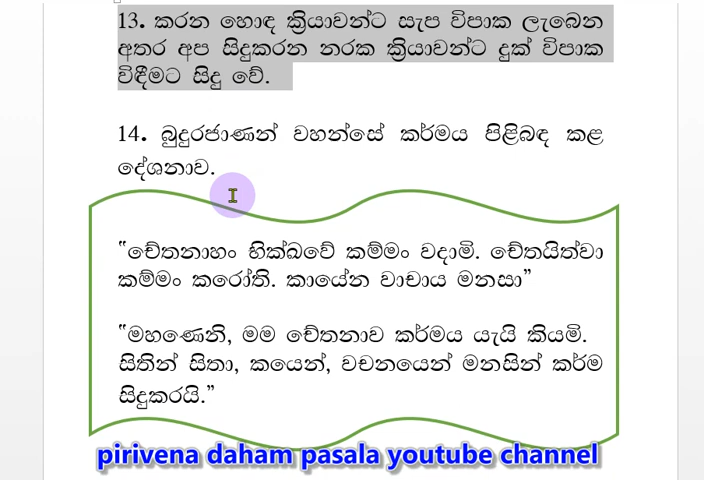 13. කරන හොඳ ක්‍රියාවන්ට සැප විපාක ලැබෙන
අතර අප සිදුකරන නරක ක්‍රියාවන්ට දුක් විපාක
විඳීමට සිදු වේ.
14. බුදුරජාණන් වහන්සේ කර්මය පිළිබඳ කළ
දේශනාව.
“චේතනාහං භික්ඛවේ කම්මං වදාමි. චේතයිත්වා
කම්මං කරෝති. කායේන වාචාය මනසා”
“මහණෙනි, මම චේතනාව කර්මය යැයි කියමි.
සිතින් සිතා, කයෙන්, වචනයෙන් මනසින් කර්ම
සිදුකරයි.”
pirivena daham pasala youtube channel